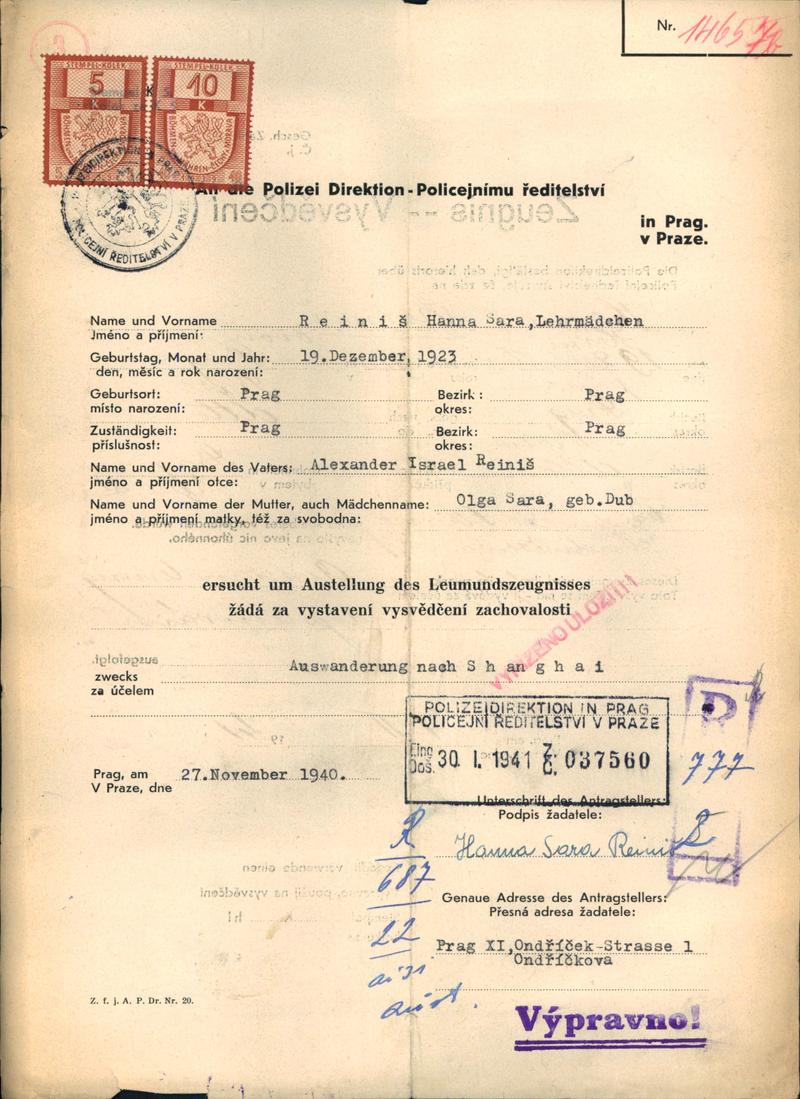 Nr. 14657/b
STEMPEL-KOLEK
5
K
STEMPEL-KOLEK
10
K
POLICEJNÍ ŘEDITELSTVÍ V PRAZE
An die Polizei Direktion - Policejnímu ředitelství
in Prag.
v Praze.
Name und Vorname R e i n i š Hanna Sara, Lehrmädchen
Jméno a příjmení:
Geburtstag, Monat und Jahr: 19.Dezember, 1923
den, měsíc a rok narození:
Geburtsort: Prag Bezirk: Prag
místo narození: okres:
Zuständigkeit: Prag Bezirk: Prag
příslušnost: okres:
Name und Vorname des Vaters: Alexander Israel Reiniš
jméno a příjmení otce:
Name und Vorname der Mutter, auch Mädchenname: Olga Sara, geb.Dub
jméno a příjmení matky, též za svobodna:
ersucht um Austellung des Leumundszeugnisses
žádá za vystavení vysvědčení zachovalosti
zwecks Auswanderung nach S h a n g h a i
za účelem
POLIZEIDIREKTION IN PRAG
POLICEJNÍ ŘEDITELSTVÍ V PRAZE
Eing. Doš. 30. I. 1941 Z. Č. 037560
D
777
Prag, am 27.November 1940.
V Praze, dne
Unterschrift des Antragstellers:
Podpis žadatele:
Hanna Sara Reiniš
R
687
22
Genaue Adresse des Antragstellers:
Přesná adresa žadatele:
Prag XI,Ondříček-Strasse 1
Ondříčkova
Z. f. j. A. P. Dr. Nr. 20.
Výpravno!